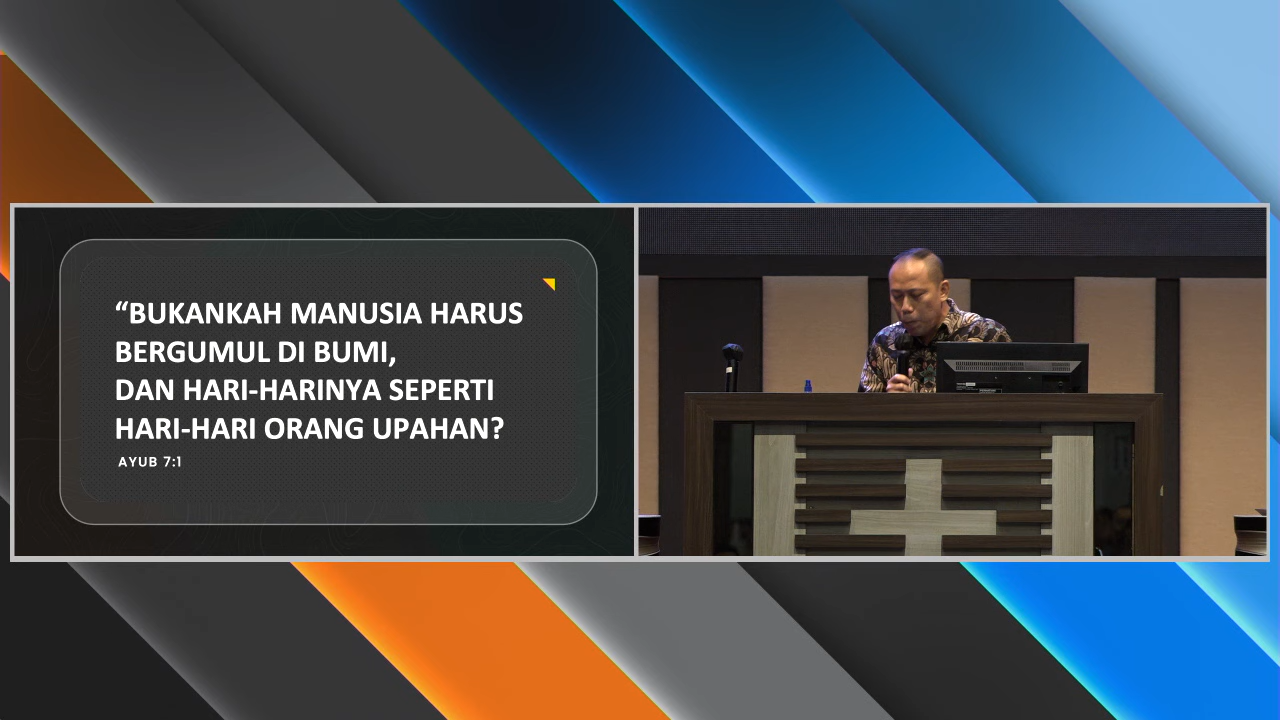 “BUKANKAH MANUSIA HARUS
BERGUMUL DI BUMI,
DAN HARI-HARINYA SEPERTI
HARI-HARI ORANG UPAHAN?
AYUB 7:1